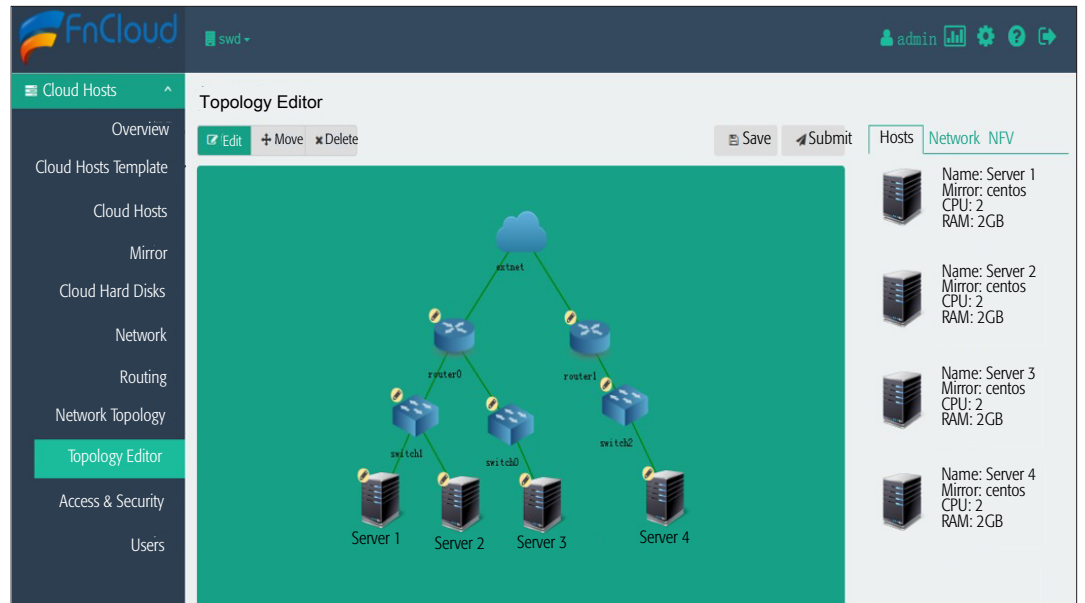 FnCloud
swd
admin
Cloud Hosts
Overview
Cloud Hosts Template
Cloud Hosts
Mirror
Cloud Hard Disks
Network
Routing
Network Topology
Topology Editor
Access & Security
Users
Topology Editor
Edit
Move
Delete
Save
Submit
extnet
router0
router1
switch1
switch0
switch2
Server 1
Server 2
Server 3
Server 4
Hosts
Network
NFV
Name: Server 1
Mirror: centos
CPU: 2
RAM: 2GB
Name: Server 2
Mirror: centos
CPU: 2
RAM: 2GB
Name: Server 3
Mirror: centos
CPU: 2
RAM: 2GB
Name: Server 4
Mirror: centos
CPU: 2
RAM: 2GB